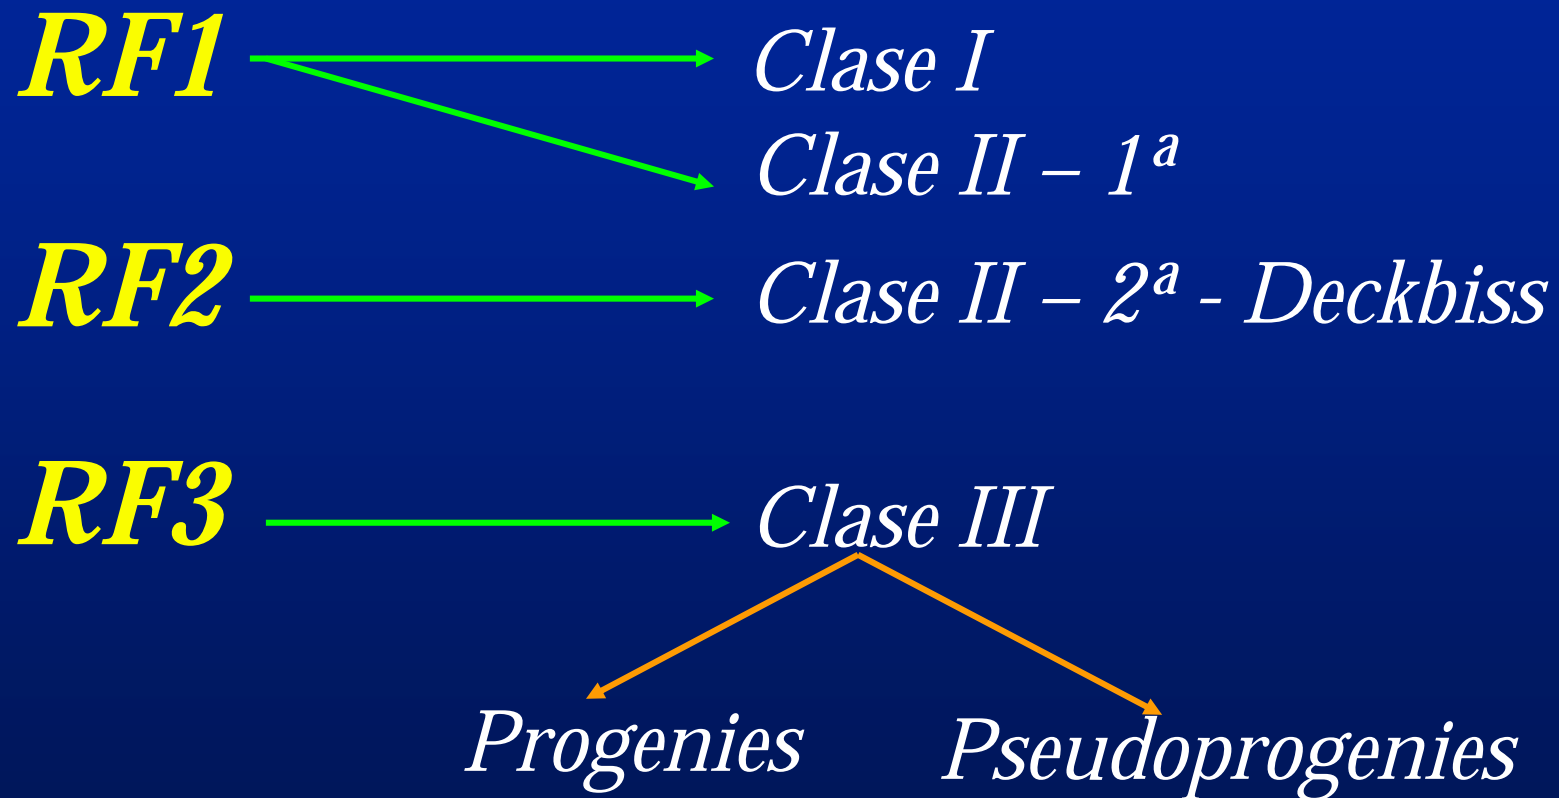 RF1 Clase I
Clase II – 1ª
RF2 Clase II – 2ª - Deckbiss
RF3 Clase III
Progenies Pseudoprogenies